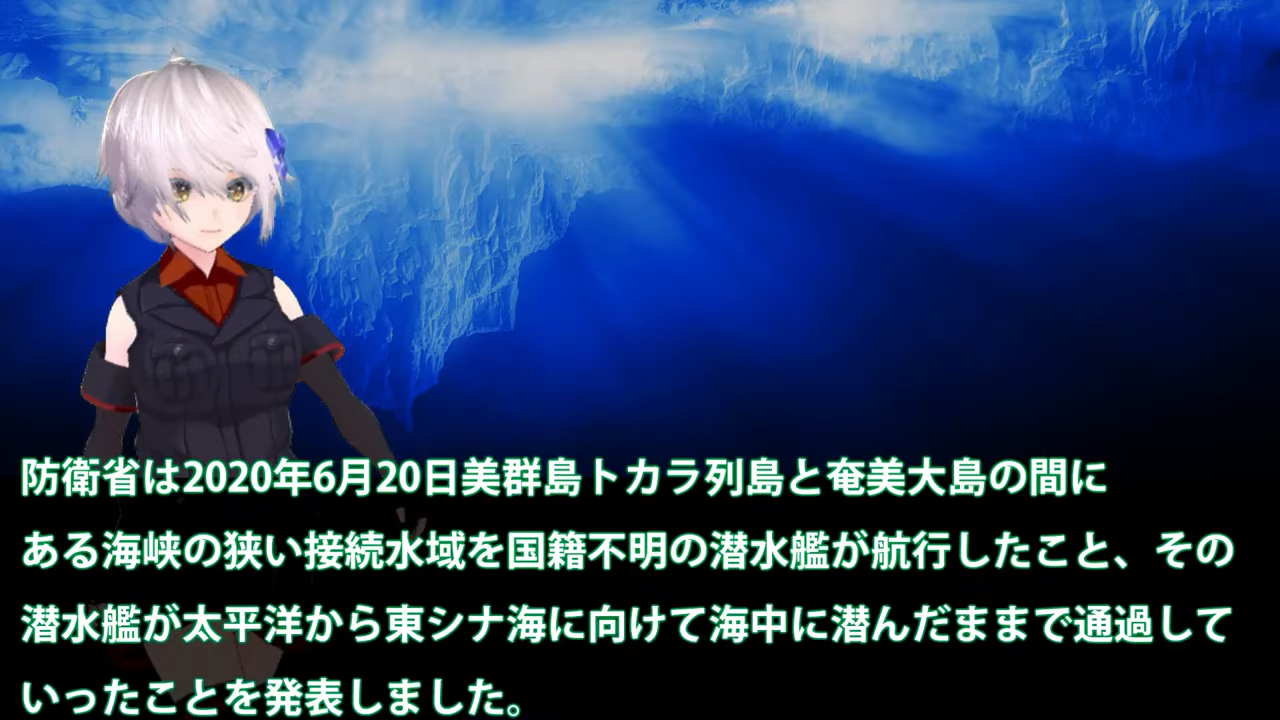 防衛省は2020年6月20日美群島トカラ列島と奄美大島の間に
ある海峡の狭い接続水域を国籍不明の潜水艦が航行したこと、その
潜水艦が太平洋から東シナ海に向けて海中に潜んだままで通過して
いったことを発表しました。